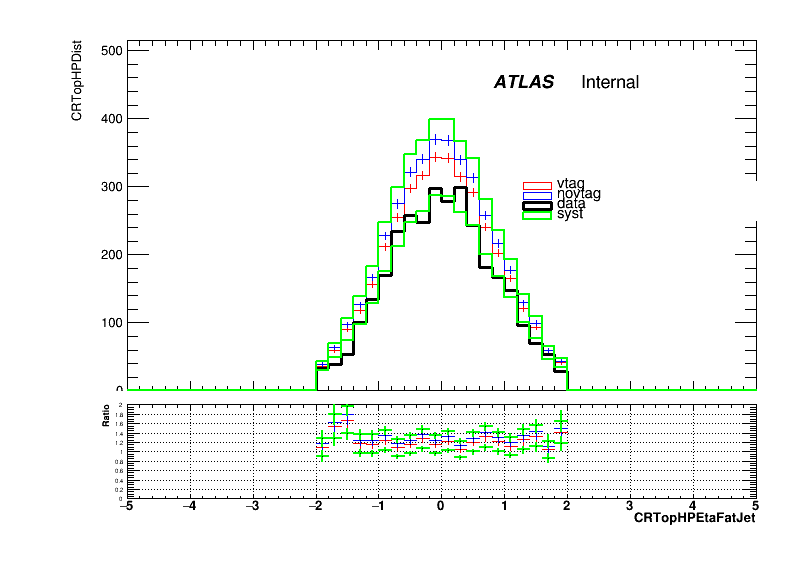 CRTopHPDist
500
400
300
200
100
0
ATLAS Internal
vtag
novtag
data
syst
Ratio
2
1.8
1.6
1.4
1.2
1
0.8
0.6
0.4
0.2
0
−5 −4 −3 −2 −1 0 1 2 3 4 5
CRTopHPEtaFatJet